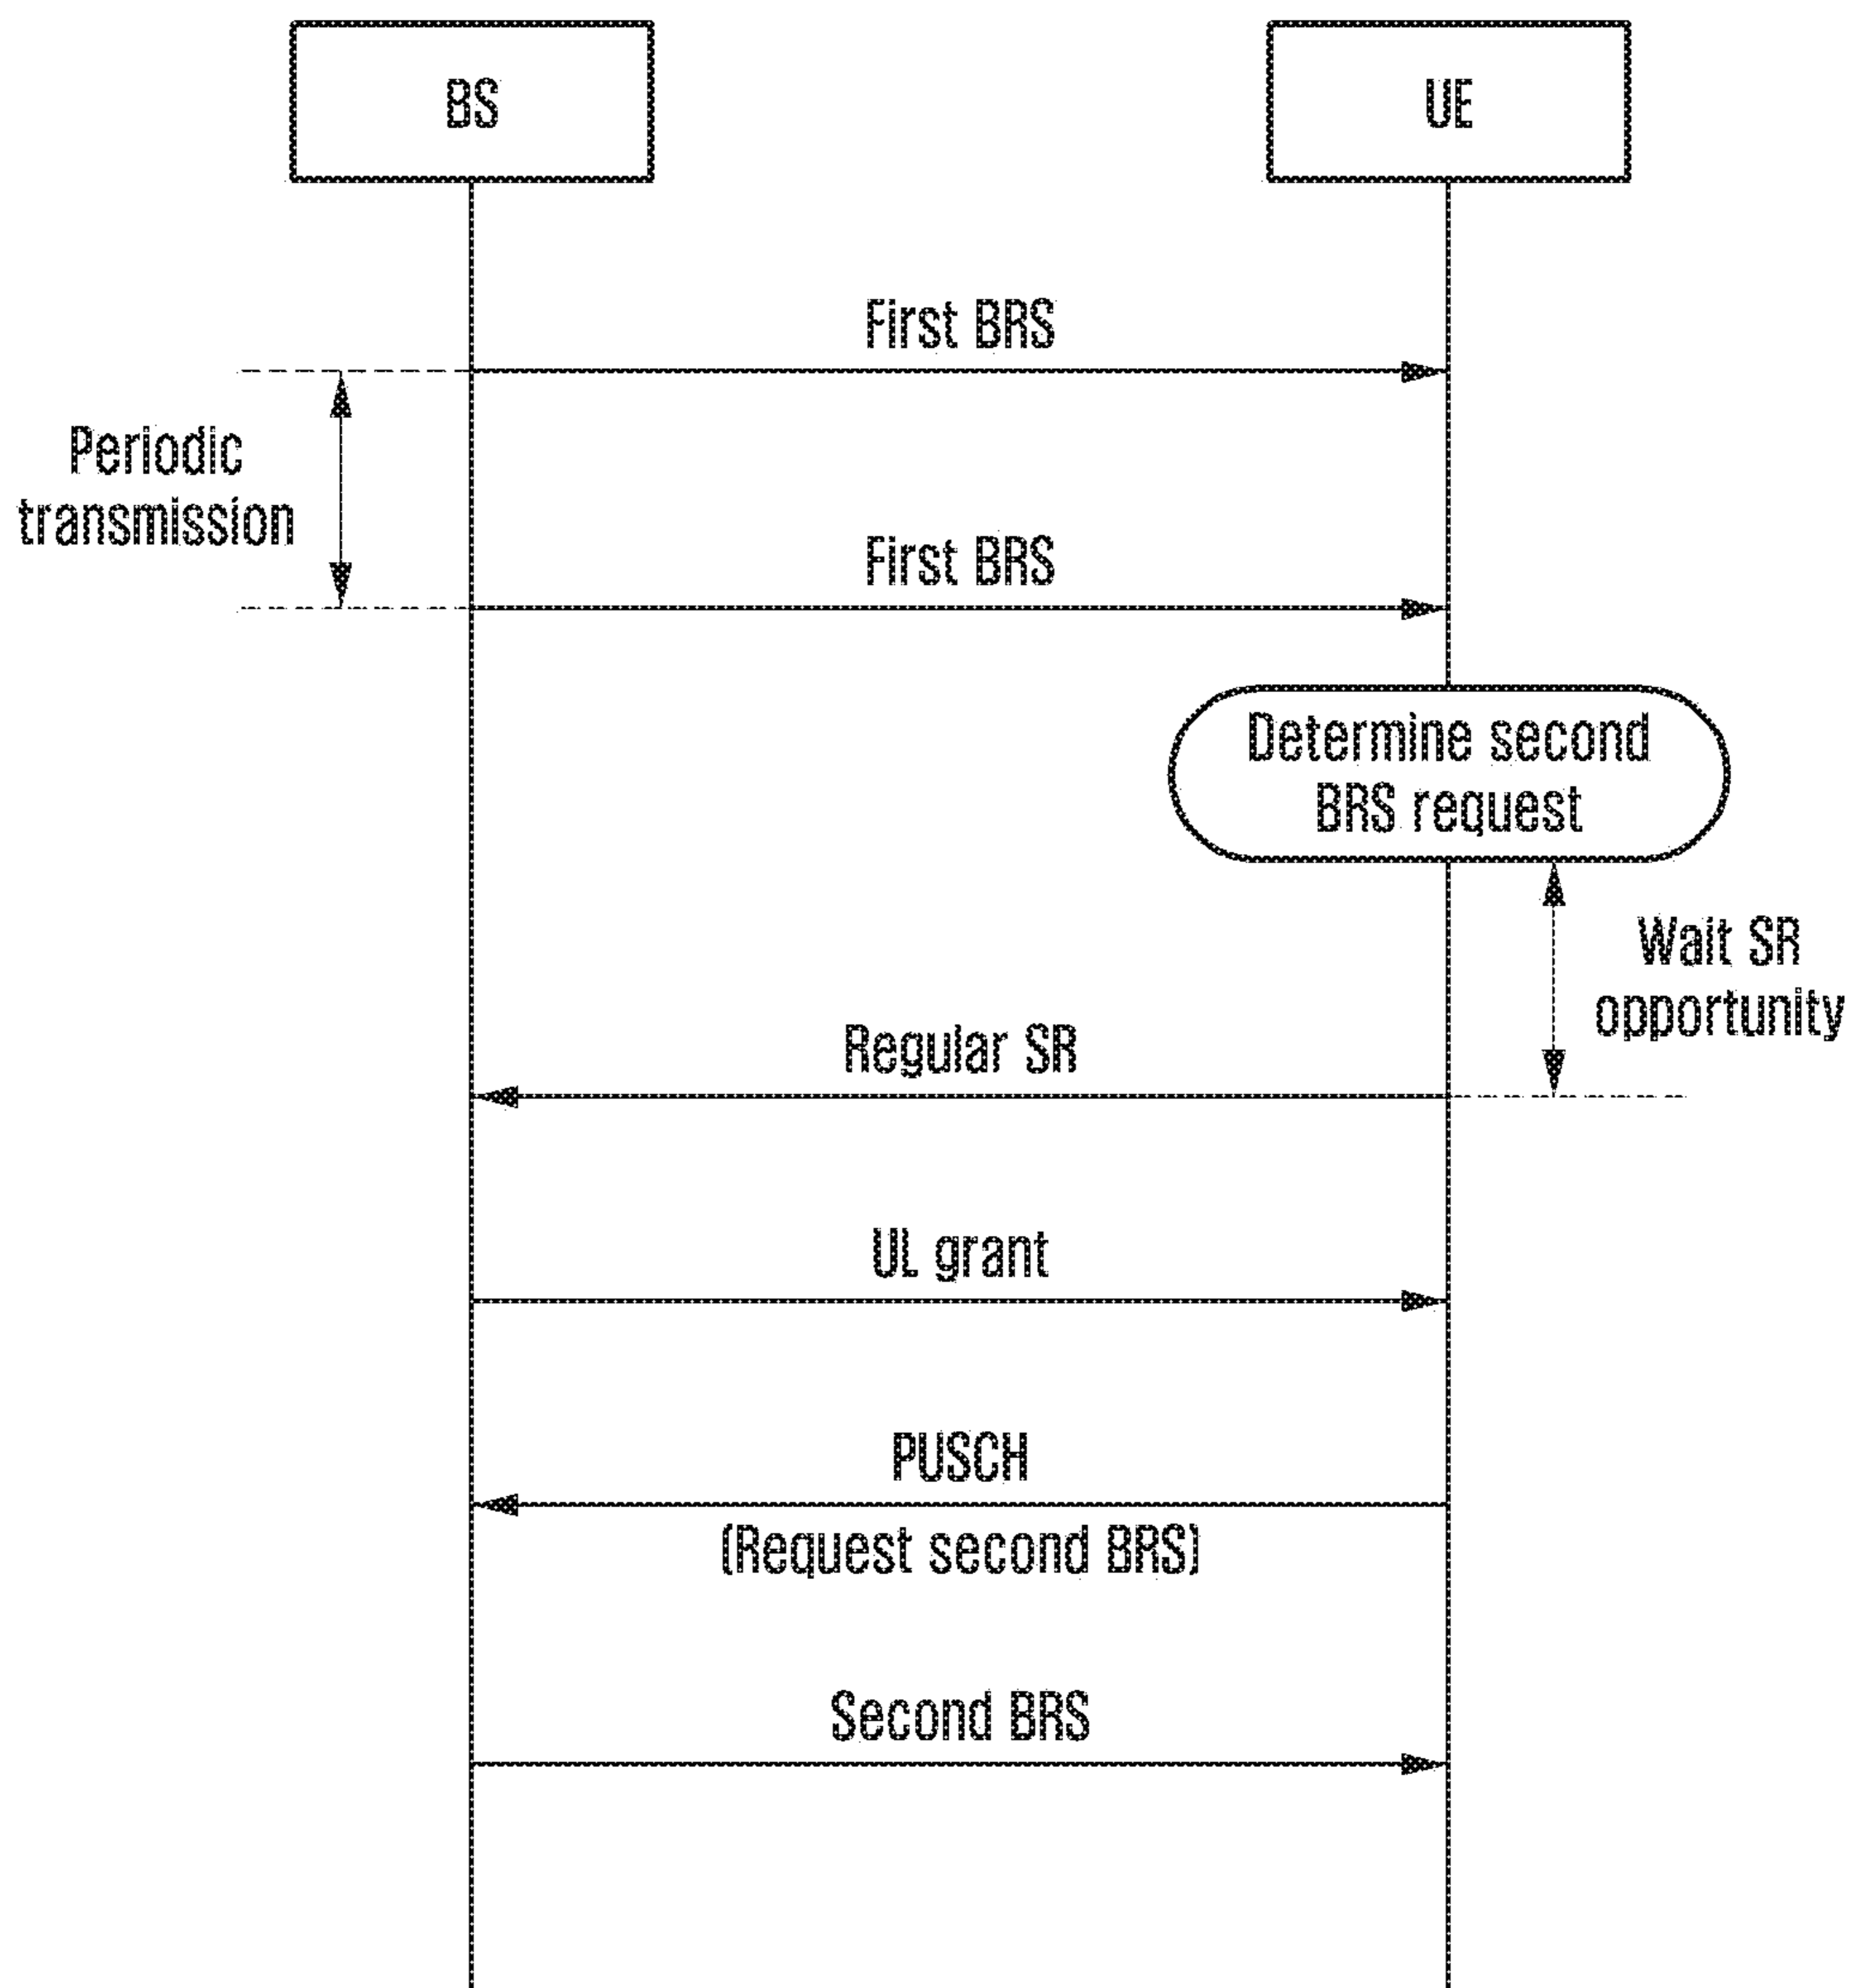 BS
UE
First BRS
Periodic
transmission
First BRS
Determine second
BRS request
Wait SR
opportunity
Regular SR
UL grant
PUSCH
(Request second BRS)
Second BRS